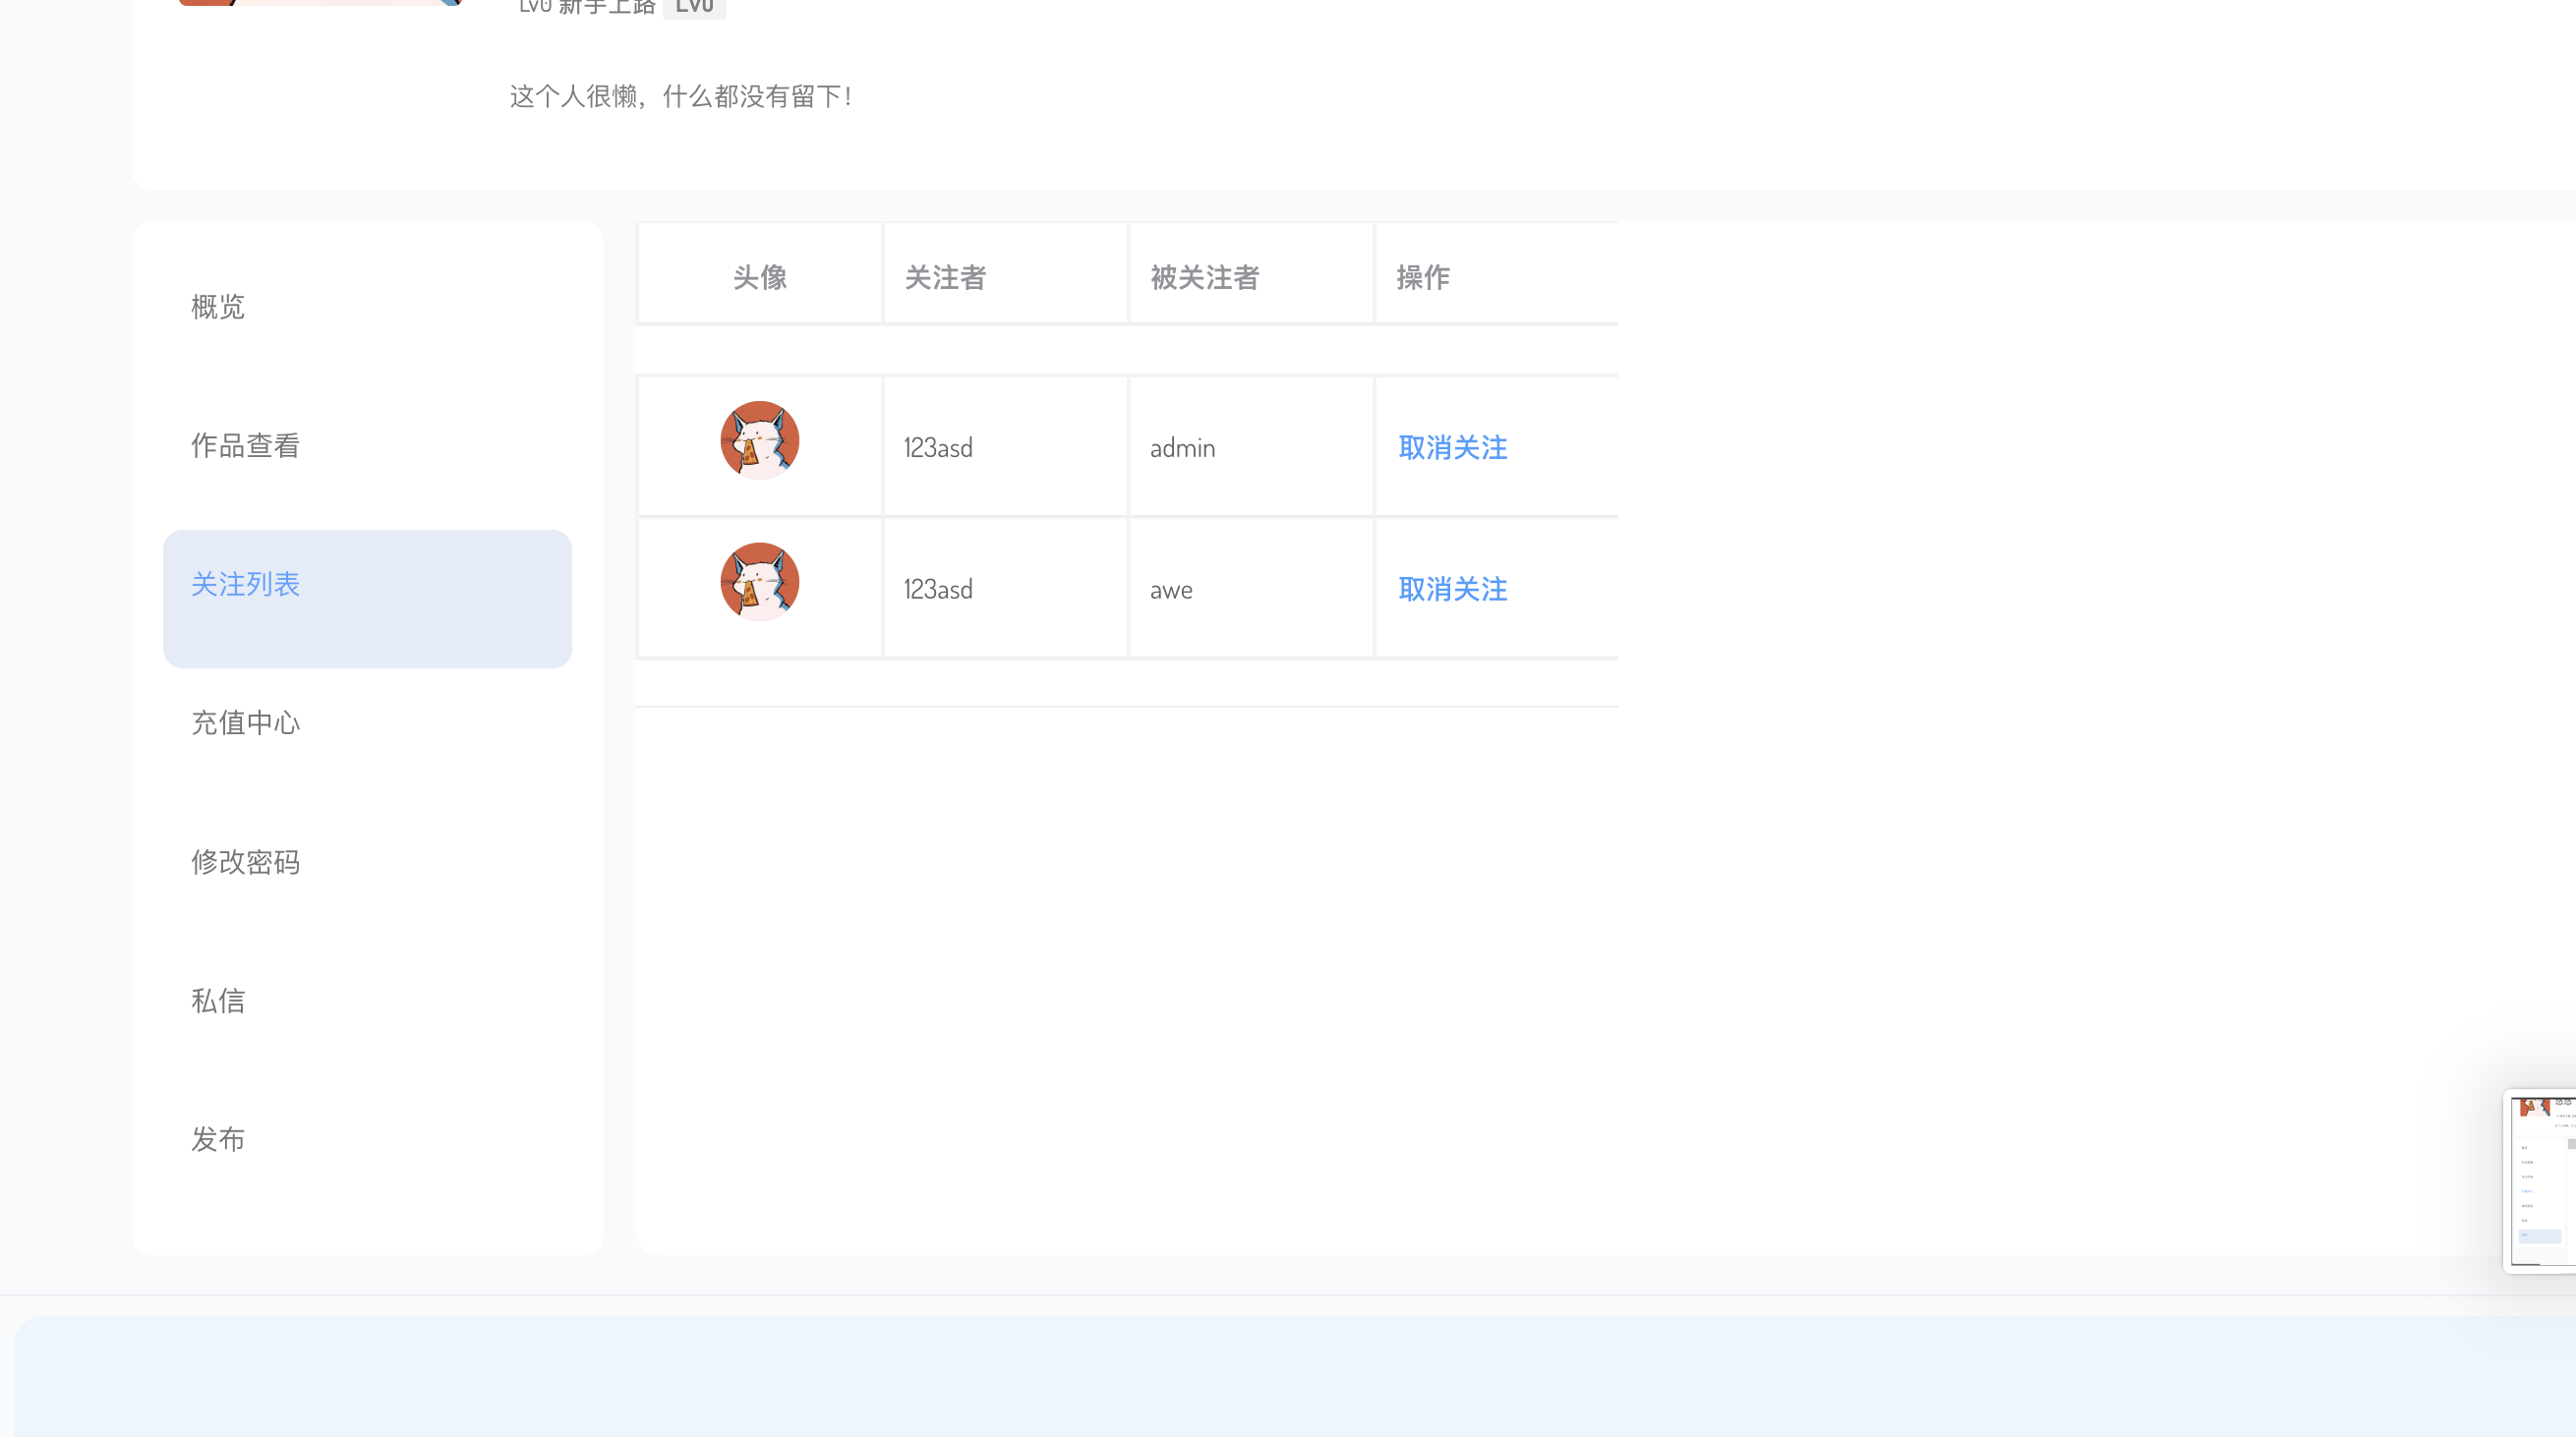 Lv0 新手上路 Lv0
这个人很懒，什么都没有留下！
概览
作品查看
关注列表
充值中心
修改密码
私信
发布
头像 关注者 被关注者 操作
123asd admin 取消关注
123asd awe 取消关注